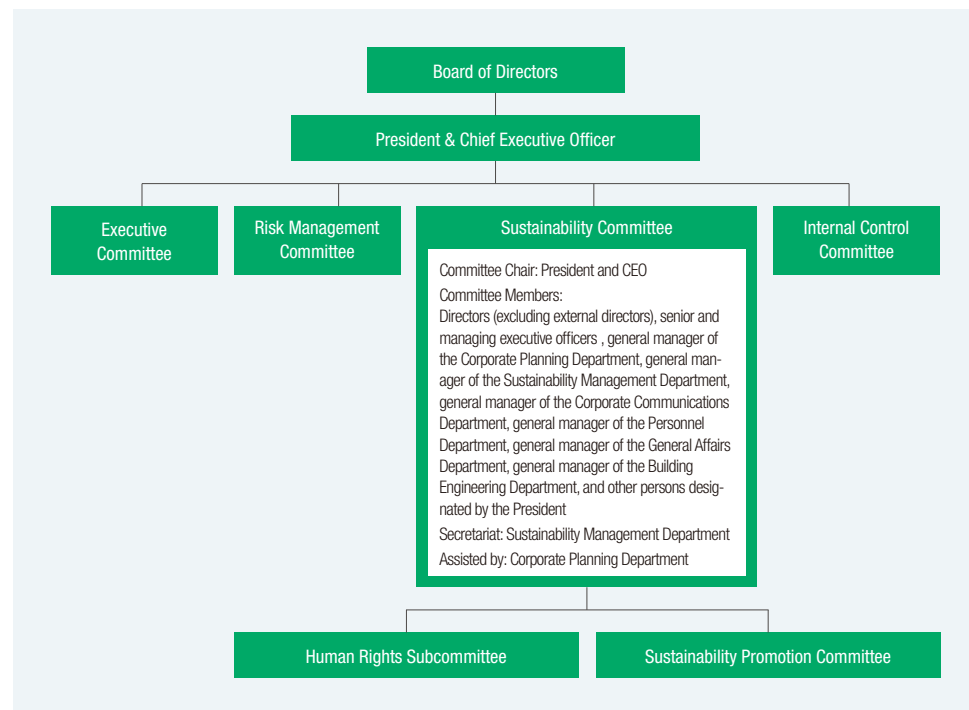 Board of Directors
President & Chief Executive Officer
Executive
Committee
Risk Management
Committee
Sustainability Committee
Committee Chair: President and CEO
Committee Members:
Directors (excluding external directors), senior and
managing executive officers , general manager of
the Corporate Planning Department, general man-
ager of the Sustainability Management Department,
general manager of the Corporate Communications
Department, general manager of the Personnel
Department, general manager of the General Affairs
Department, general manager of the Building
Engineering Department, and other persons desig-
nated by the President
Secretariat: Sustainability Management Department
Assisted by: Corporate Planning Department
Internal Control
Committee
Human Rights Subcommittee
Sustainability Promotion Committee